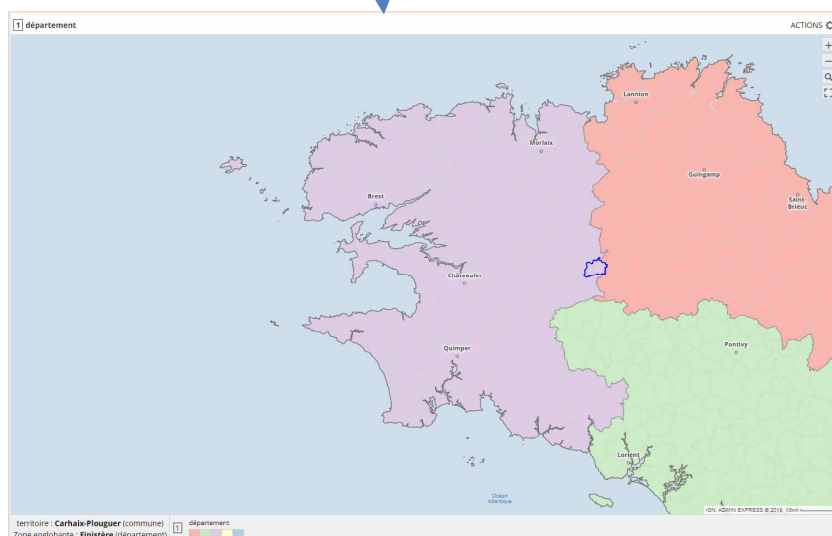 1 département
ACTIONS
Lannion
Morlaix
Guingamp
Saint-
Brieuc
Brest
Châteaulin
Quimper
Pontivy
Lorient
Océan
Atlantique
IGN, ADMIN EXPRESS © 2019 10km
territoire : Carhaix-Plouguer (commune)
Zone englobante : Finistère (département)
1 département